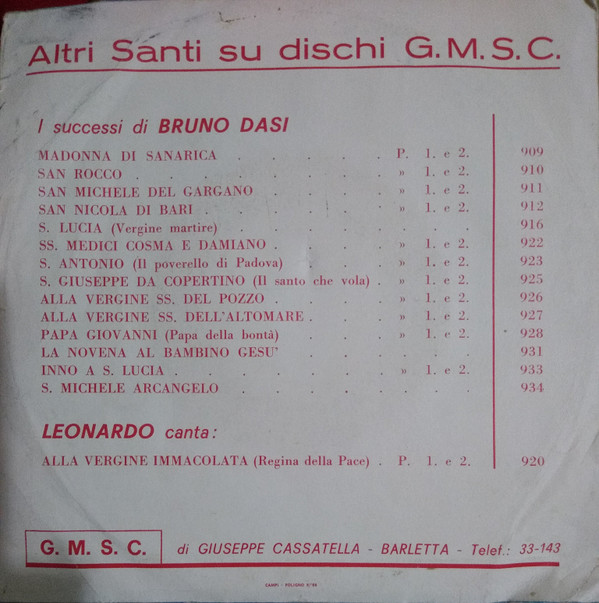 Altri Santi su dischi G.M.S.C.
I successi di BRUNO DASI
MADONNA DI SANARICA . . . . . P. 1. e 2. 909
SAN ROCCO . . . . . . . . » 1. e 2. 910
SAN MICHELE DEL GARGANO . . . . » 1. e 2. 911
SAN NICOLA DI BARI . . . . . . » 1. e 2. 912
S. LUCIA (Vergine martire) . . . . . . . 916
SS. MEDICI COSMA E DAMIANO . . . . » 1. e 2. 922
S. ANTONIO (Il poverello di Padova) . . . » 1. e 2. 923
S. GIUSEPPE DA COPERTINO (Il santo che vola) . » 1. e 2. 925
ALLA VERGINE SS. DEL POZZO . . . . » 1. e 2. 926
ALLA VERGINE SS. DELL'ALTOMARE . . . » 1. e 2. 927
PAPA GIOVANNI (Papa della bontà) . . . » 1. e 2. 928
LA NOVENA AL BAMBINO GESU' . . . . . . 931
INNO A S. LUCIA . . . . . . » 1. e 2. 933
S. MICHELE ARCANGELO . . . . . . . 934
LEONARDO canta:
ALLA VERGINE IMMACOLATA (Regina della Pace) . P. 1. e 2. 920
G. M. S. C. di GIUSEPPE CASSATELLA - BARLETTA - Telef.: 33-143